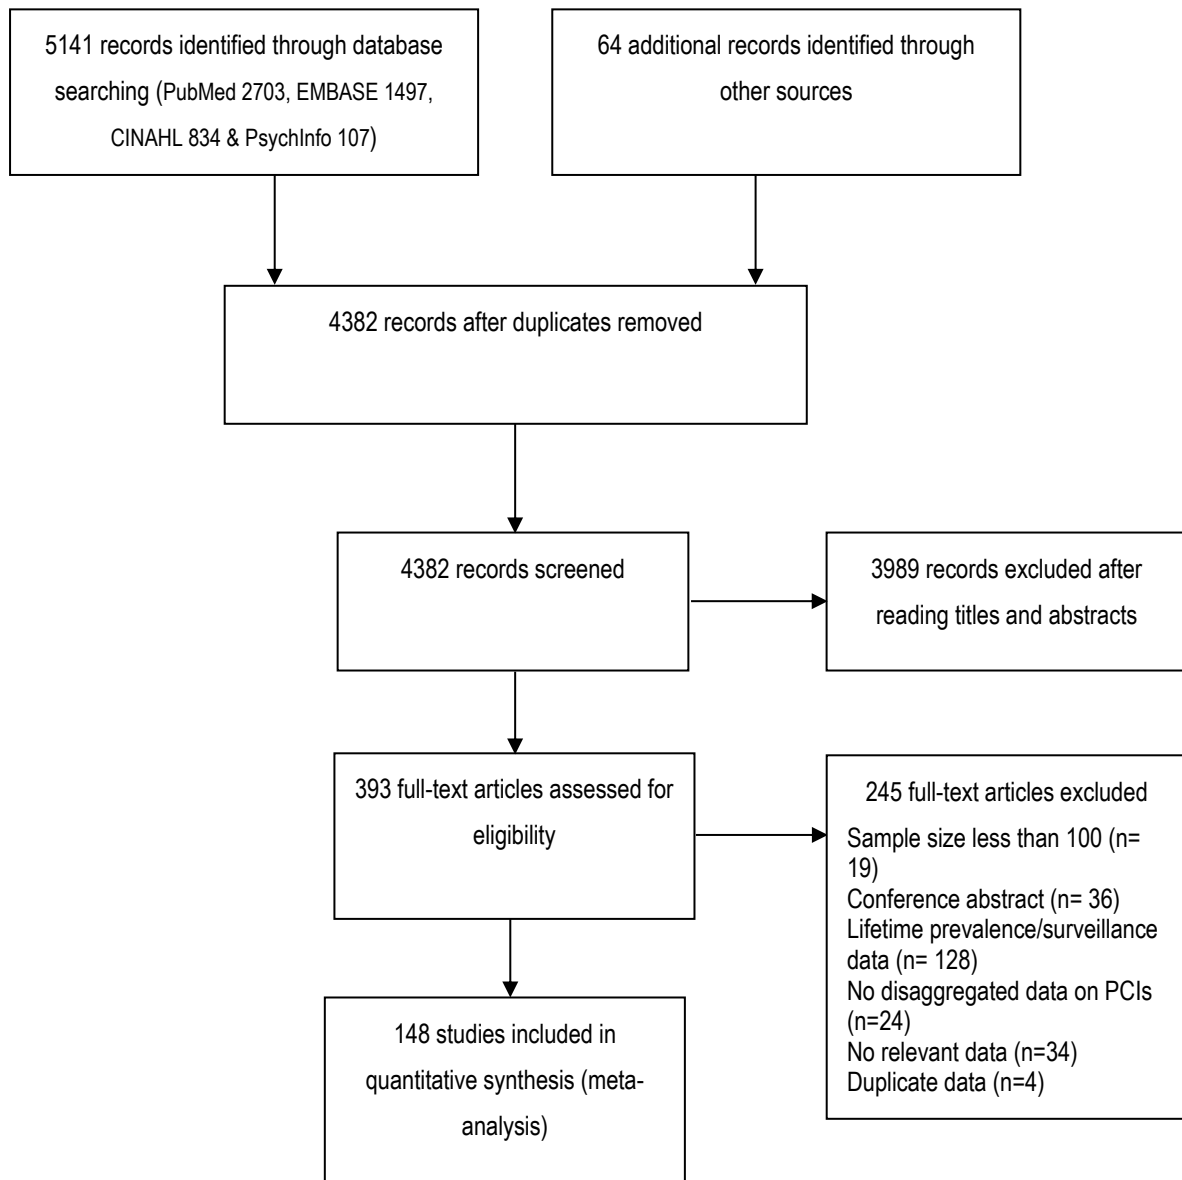 5141 records identified through database
searching (PubMed 2703, EMBASE 1497,
CINAHL 834 & PsychInfo 107)
64 additional records identified through
other sources
4382 records after duplicates removed
4382 records screened
3989 records excluded after
reading titles and abstracts
393 full-text articles assessed for
eligibility
245 full-text articles excluded
Sample size less than 100 (n=
19)
Conference abstract (n= 36)
Lifetime prevalence/surveillance
data (n= 128)
No disaggregated data on PCIs
(n=24)
No relevant data (n=34)
Duplicate data (n=4)
148 studies included in
quantitative synthesis (meta-
analysis)